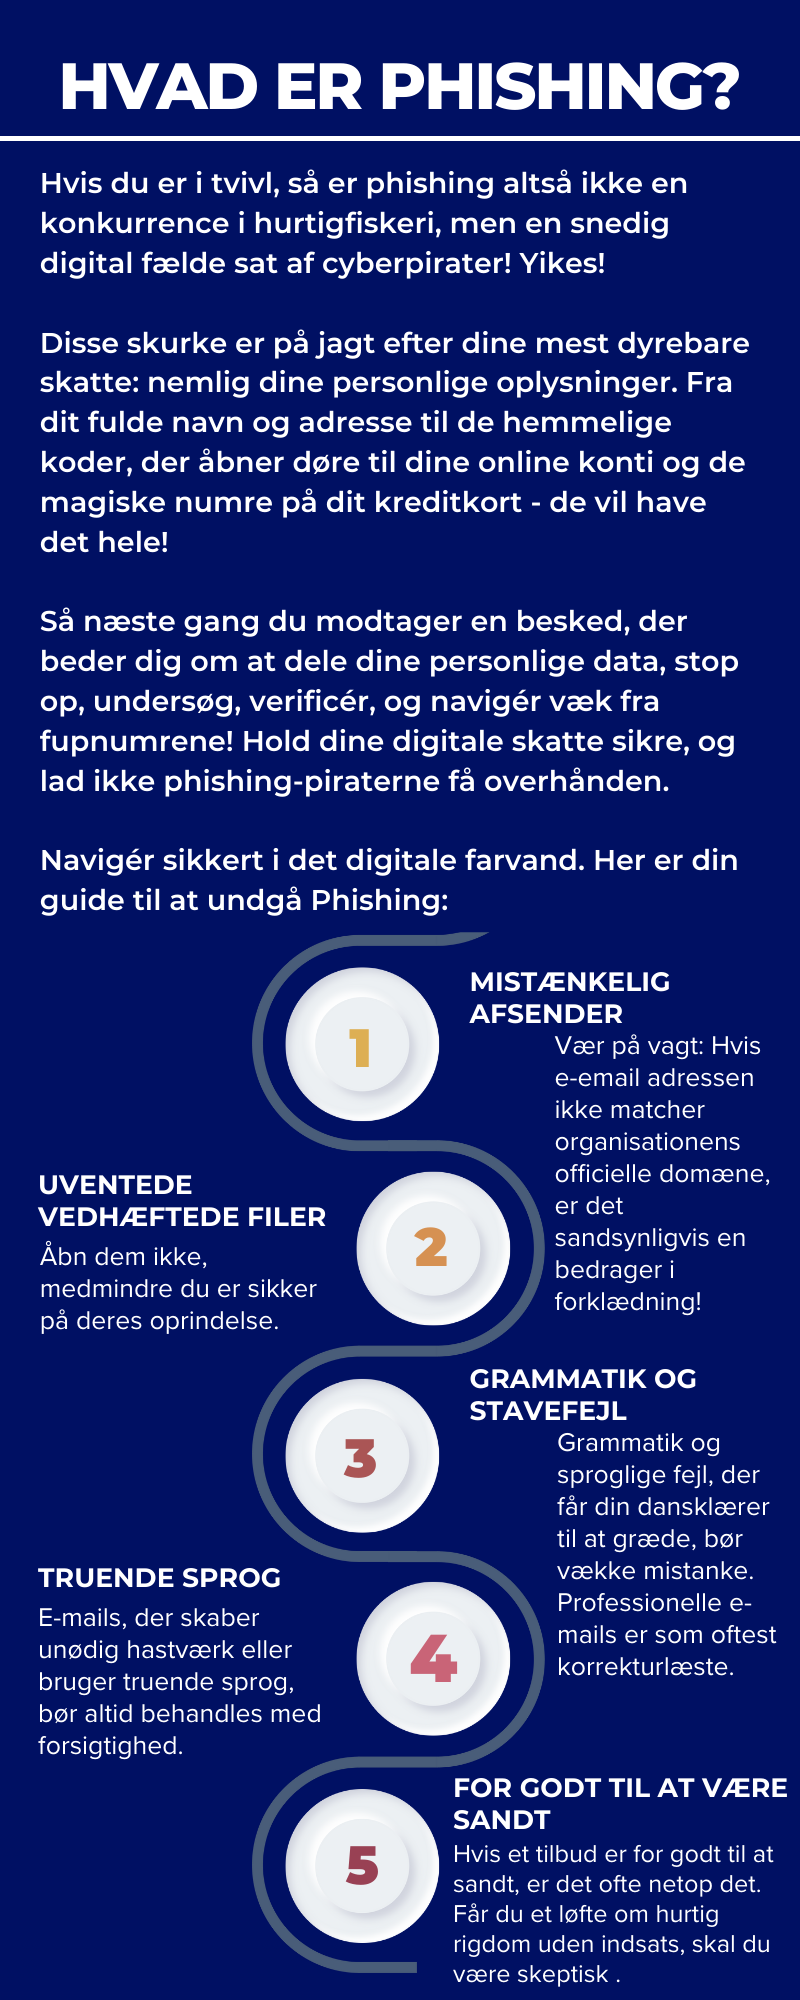 HVAD ER PHISHING?
Hvis du er i tvivl, så er phishing altså ikke en
konkurrence i hurtigfiskeri, men en snedig
digital fælde sat af cyberpirater! Yikes!
Disse skurke er på jagt efter dine mest dyrebare
skatte: nemlig dine personlige oplysninger. Fra
dit fulde navn og adresse til de hemmelige
koder, der åbner døre til dine online konti og de
magiske numre på dit kreditkort - de vil have
det hele!
Så næste gang du modtager en besked, der
beder dig om at dele dine personlige data, stop
op, undersøg, verificér, og navigér væk fra
fupnumrene! Hold dine digitale skatte sikre, og
lad ikke phishing-piraterne få overhånden.
Navigér sikkert i det digitale farvand. Her er din
guide til at undgå Phishing:
1
MISTÆNKELIG
AFSENDER
Vær på vagt: Hvis
e-email adressen
ikke matcher
organisationens
officielle domæne,
er det
sandsynligvis en
bedrager i
forklædning!
2
UVENTEDE
VEDHÆFTEDE FILER
Åbn dem ikke,
medmindre du er sikker
på deres oprindelse.
3
GRAMMATIK OG
STAVEFEJL
Grammatik og
sproglige fejl, der
får din dansklærer
til at græde, bør
vække mistanke.
Professionelle e-
mails er som oftest
korrekturlæste.
4
TRUENDE SPROG
E-mails, der skaber
unødig hastværk eller
bruger truende sprog,
bør altid behandles med
forsigtighed.
5
FOR GODT TIL AT VÆRE
SANDT
Hvis et tilbud er for godt til at
sandt, er det ofte netop det.
Får du et løfte om hurtig
rigdom uden indsats, skal du
være skeptisk .